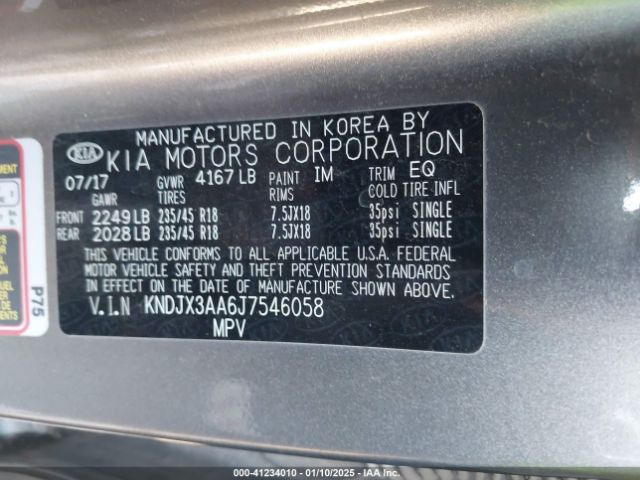 MANUFACTURED IN KOREA BY
KIA KIA MOTORS CORPORATION
07/17 GVWR 4167 LB PAINT IM TRIM EQ
GAWR TIRES RIMS COLD TIRE INFL
FRONT 2249 LB 235/45 R18 7.5JX18 35psi SINGLE
REAR 2028 LB 235/45 R18 7.5JX18 35psi SINGLE
THIS VEHICLE CONFORMS TO ALL APPLICABLE U.S.A. FEDERAL
MOTOR VEHICLE SAFETY AND THEFT PREVENTION STANDARDS
IN EFFECT ON THE DATE OF MANUFACTURE SHOWN ABOVE.
V.I.N KNDJX3AA6J7546058
MPV
P75
000-41234010 - 01/10/2025 - IAA Inc.